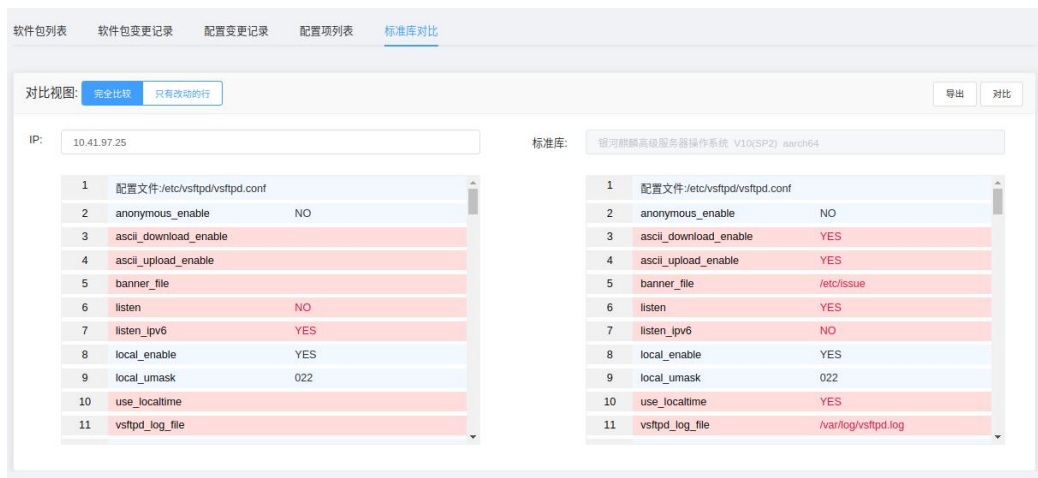 软件包列表 软件包变更记录 配置变更记录 配置项列表 标准库对比
对比视图: 完全比较 只有改动的行 导出 对比
IP: 10.41.97.25 标准库: 银河麒麟高级服务器操作系统 V10(SP2) aarch64
1 配置文件:/etc/vsftpd/vsftpd.conf
2 anonymous_enable NO
3 ascii_download_enable
4 ascii_upload_enable
5 banner_file
6 listen NO
7 listen_ipv6 YES
8 local_enable YES
9 local_umask 022
10 use_localtime
11 vsftpd_log_file
1 配置文件:/etc/vsftpd/vsftpd.conf
2 anonymous_enable NO
3 ascii_download_enable YES
4 ascii_upload_enable YES
5 banner_file /etc/issue
6 listen YES
7 listen_ipv6 NO
8 local_enable YES
9 local_umask 022
10 use_localtime YES
11 vsftpd_log_file /var/log/vsftpd.log